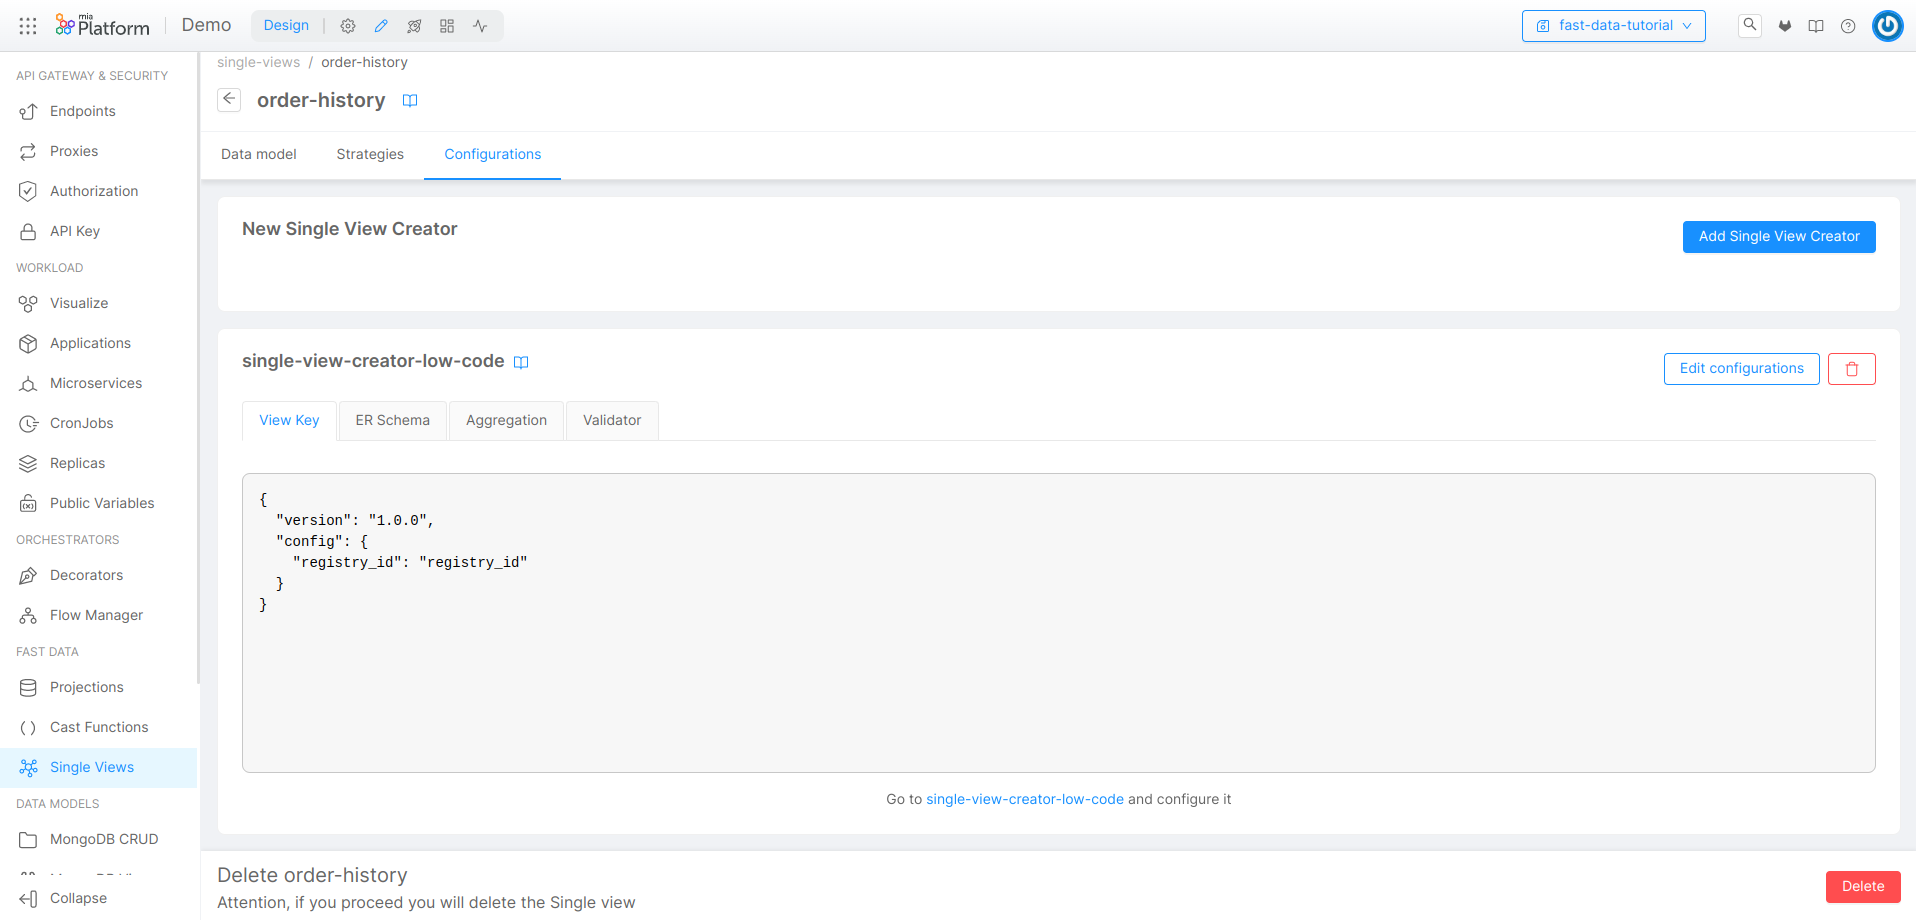 mia
Platform
Demo
Design
fast-data-tutorial
API GATEWAY & SECURITY
Endpoints
Proxies
Authorization
API Key
WORKLOAD
Visualize
Applications
Microservices
CronJobs
Replicas
Public Variables
ORCHESTRATORS
Decorators
Flow Manager
FAST DATA
Projections
Cast Functions
Single Views
DATA MODELS
MongoDB CRUD
Collapse
single-views / order-history
order-history
Data model
Strategies
Configurations
New Single View Creator
Add Single View Creator
single-view-creator-low-code
Edit configurations
View Key
ER Schema
Aggregation
Validator
{
"version": "1.0.0",
"config": {
"registry_id": "registry_id"
}
}
Go to single-view-creator-low-code and configure it
Delete order-history
Attention, if you proceed you will delete the Single view
Delete